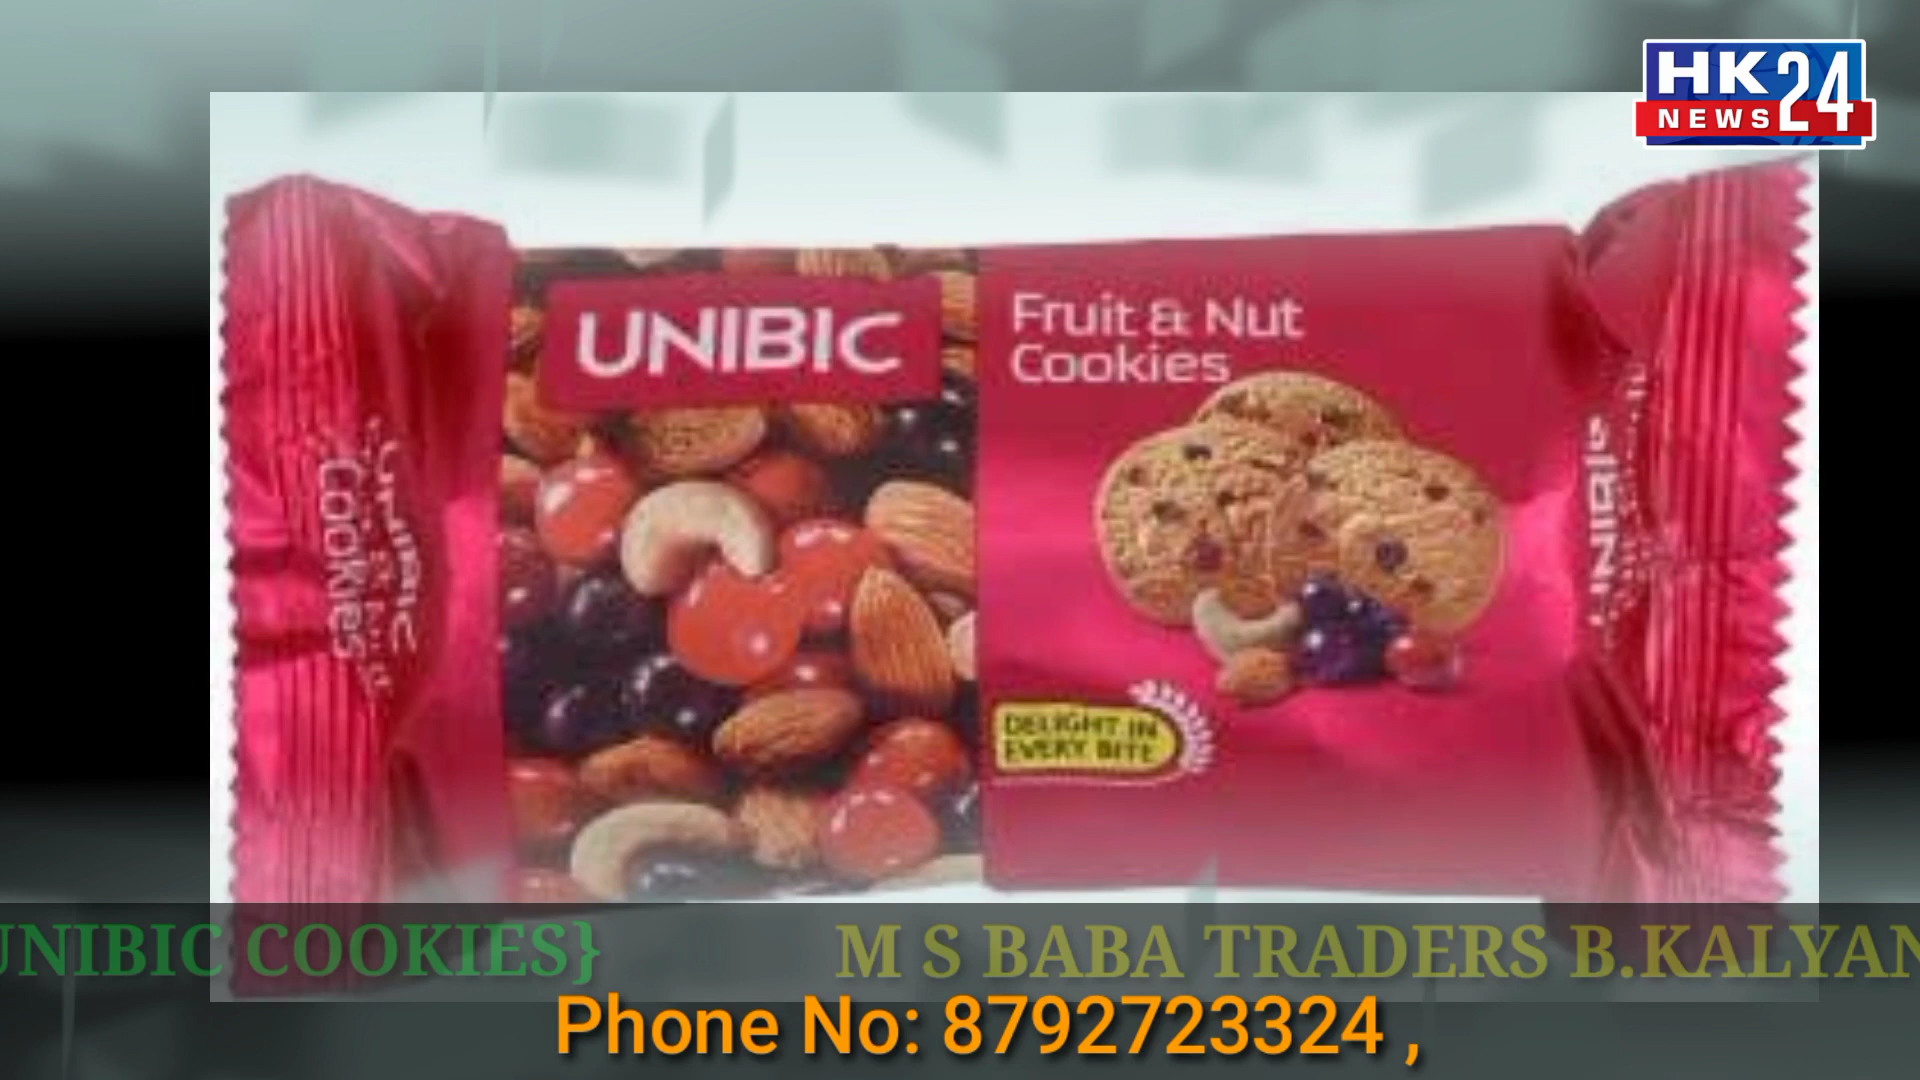 HK 24
NEWS
UNIBIC
Fruit & Nut
Cookies
UNIBIC
Cookies
DELIGHT IN
EVERY BITE
UNIBIC COOKIES}
M S BABA TRADERS B.KALYAN
Phone No: 8792723324 ,